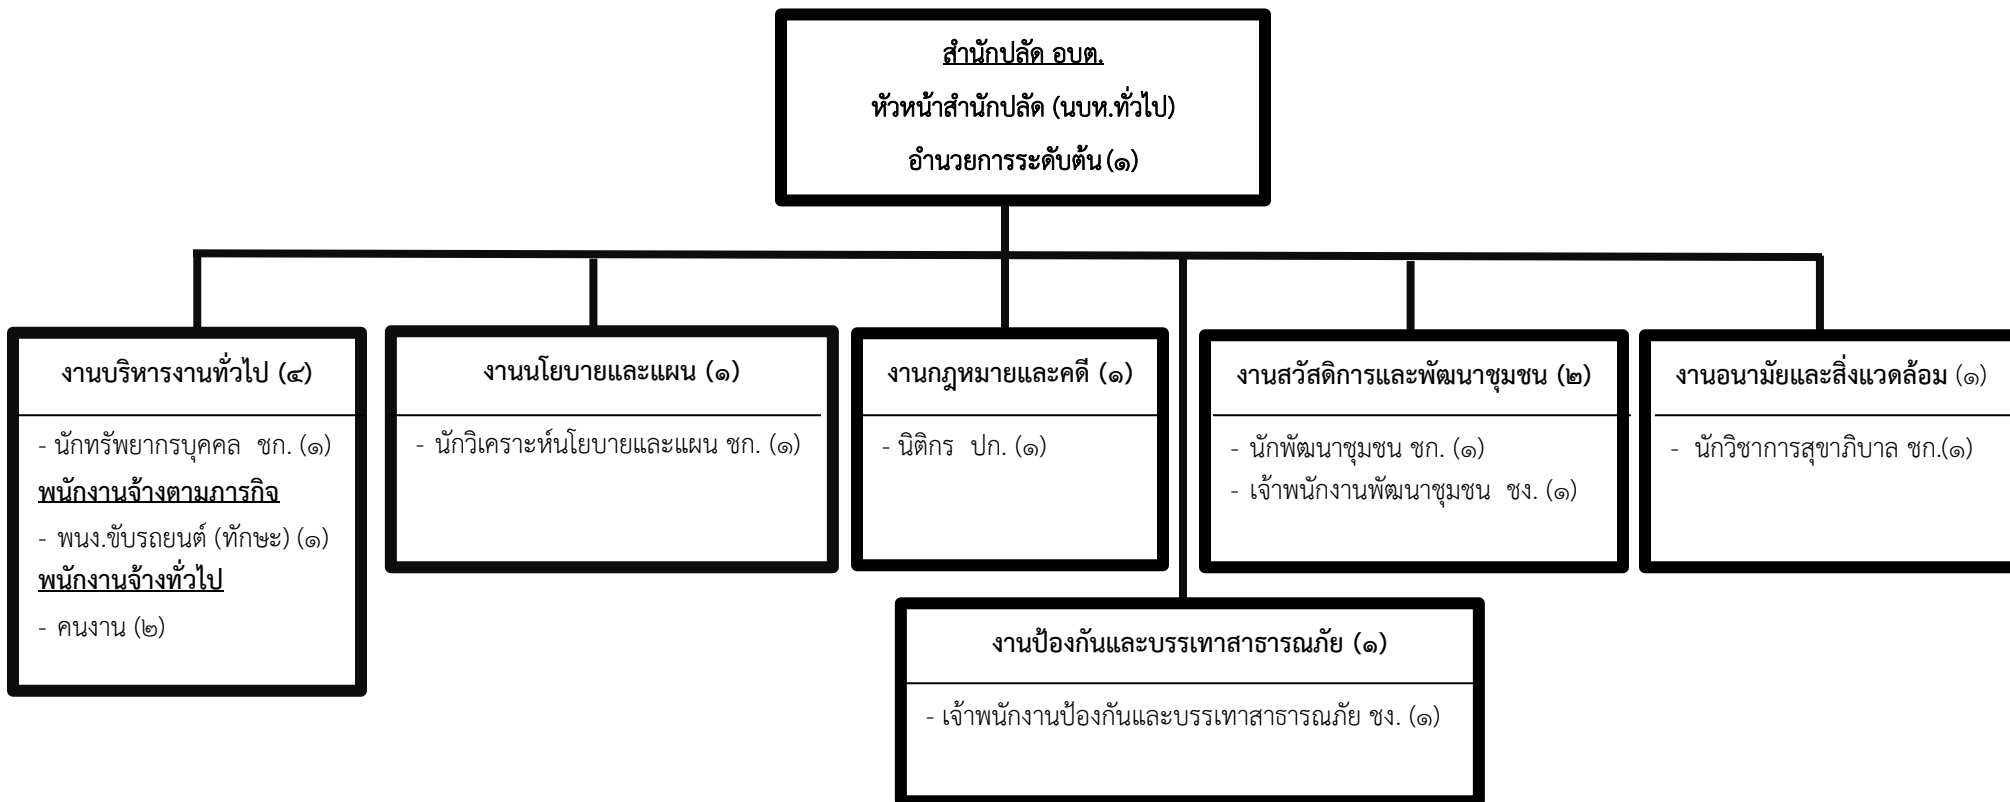 สำนักปลัด อบต.
หัวหน้าสำนักปลัด (นบห.ทั่วไป)
อำนวยการระดับต้น (๑)
งานบริหารงานทั่วไป (๔)
- นักทรัพยากรบุคคล ชก. (๑)
พนักงานจ้างตามภารกิจ
- พนง.ขับรถยนต์ (ทักษะ) (๑)
พนักงานจ้างทั่วไป
- คนงาน (๒)
งานนโยบายและแผน (๑)
- นักวิเคราะห์นโยบายและแผน ชก. (๑)
งานกฎหมายและคดี (๑)
- นิติกร ปก. (๑)
งานสวัสดิการและพัฒนาชุมชน (๒)
- นักพัฒนาชุมชน ชก. (๑)
- เจ้าพนักงานพัฒนาชุมชน ชง. (๑)
งานอนามัยและสิ่งแวดล้อม (๑)
- นักวิชาการสุขาภิบาล ชก.(๑)
งานป้องกันและบรรเทาสาธารณภัย (๑)
- เจ้าพนักงานป้องกันและบรรเทาสาธารณภัย ชง. (๑)